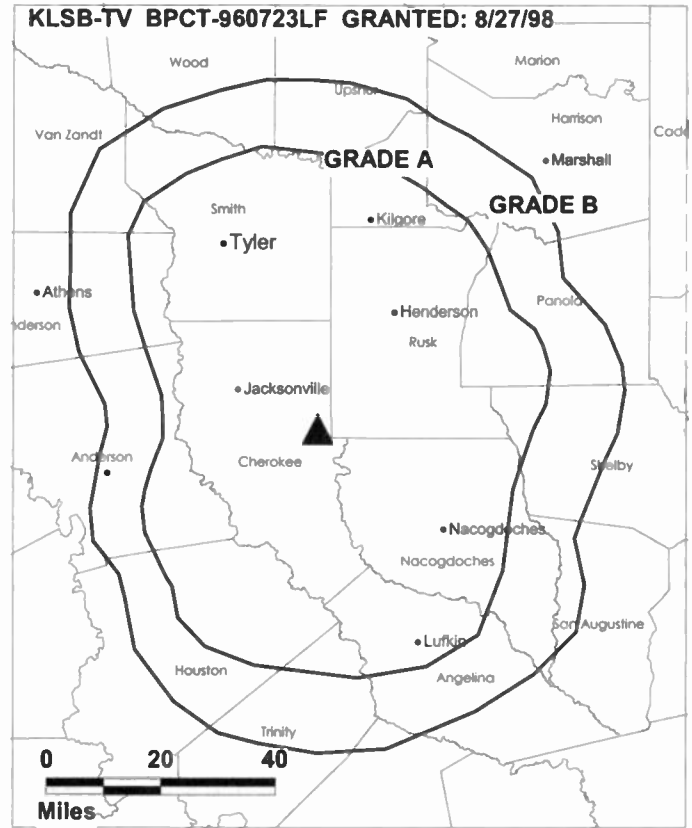 KLSB-TV BPCT-960723LF GRANTED: 8/27/98
Wood
Marion
Upshur
Harrison
Van Zandt
Marshall
GRADE A
GRADE B
Smith
Kilgore
Tyler
Athens
Panola
Henderson
nderson
Rusk
Jacksonville
Anderson
Cherokee
Shelby
Nacogdoches
Nacogdoches
San Augustine
Lufkin
Houston
Angelina
Trinity
0 20 40
Miles